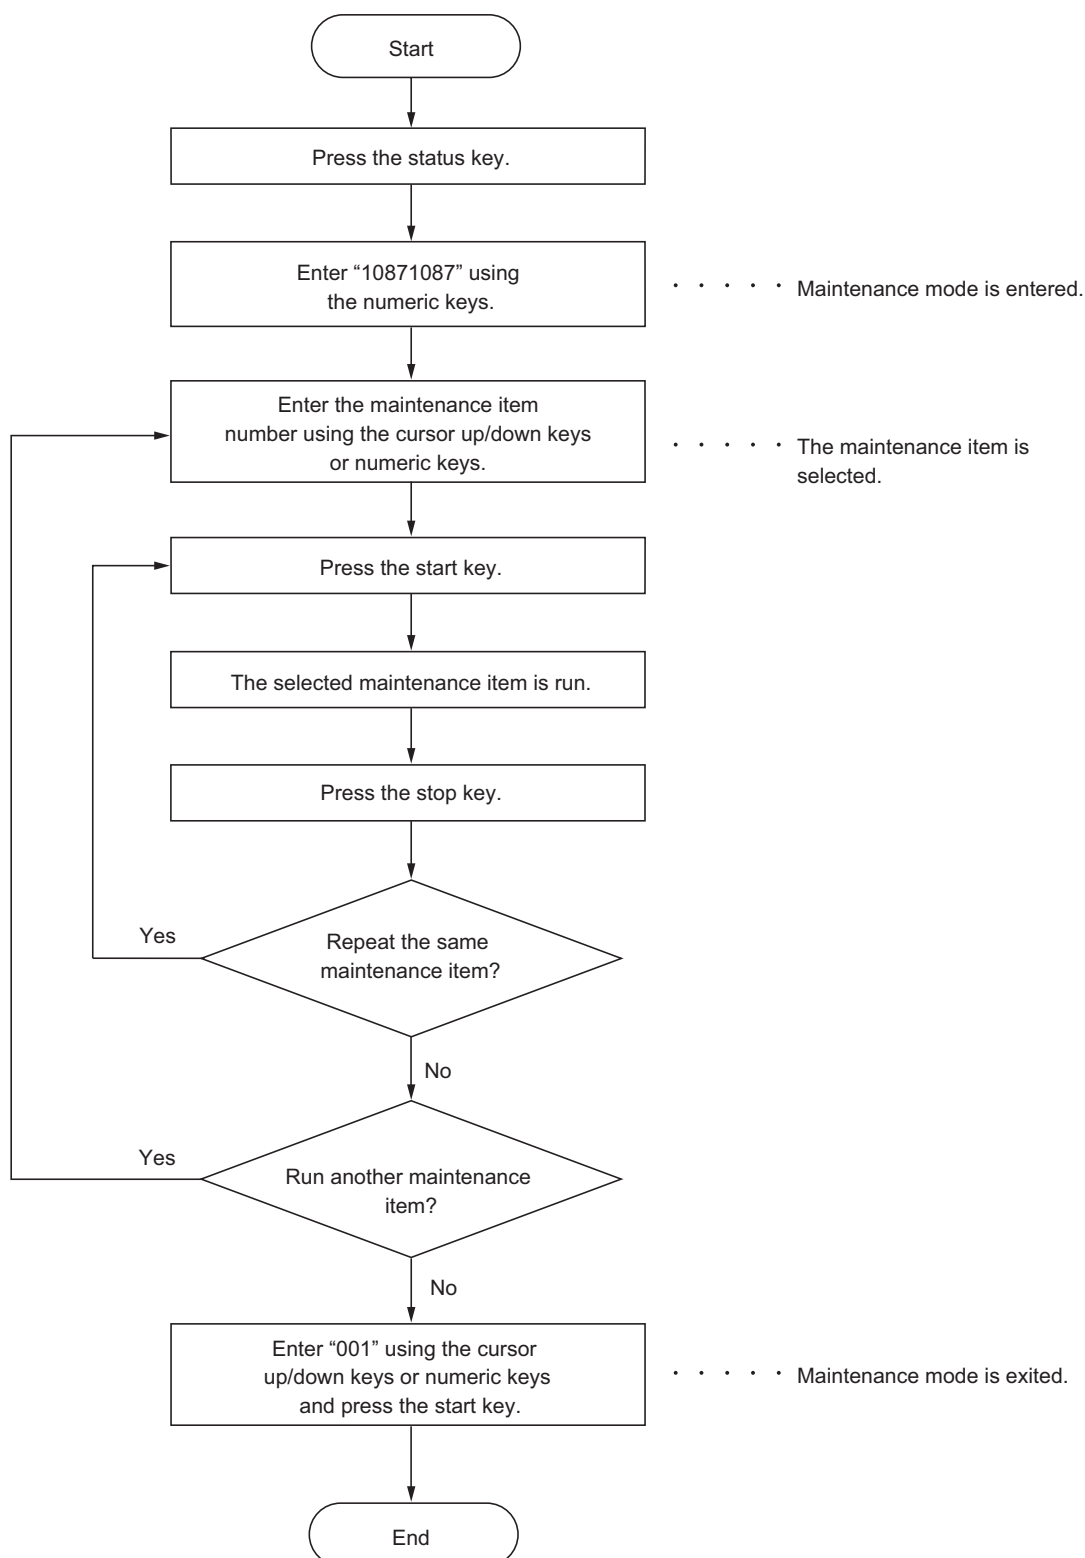 Start
Press the status key.
Enter “10871087” using
the numeric keys.
· · · · · Maintenance mode is entered.
Enter the maintenance item
number using the cursor up/down keys
or numeric keys.
· · · · · The maintenance item is
selected.
Press the start key.
The selected maintenance item is run.
Press the stop key.
Yes
Repeat the same
maintenance item?
No
Yes
Run another maintenance
item?
No
Enter “001” using the cursor
up/down keys or numeric keys
and press the start key.
· · · · · Maintenance mode is exited.
End